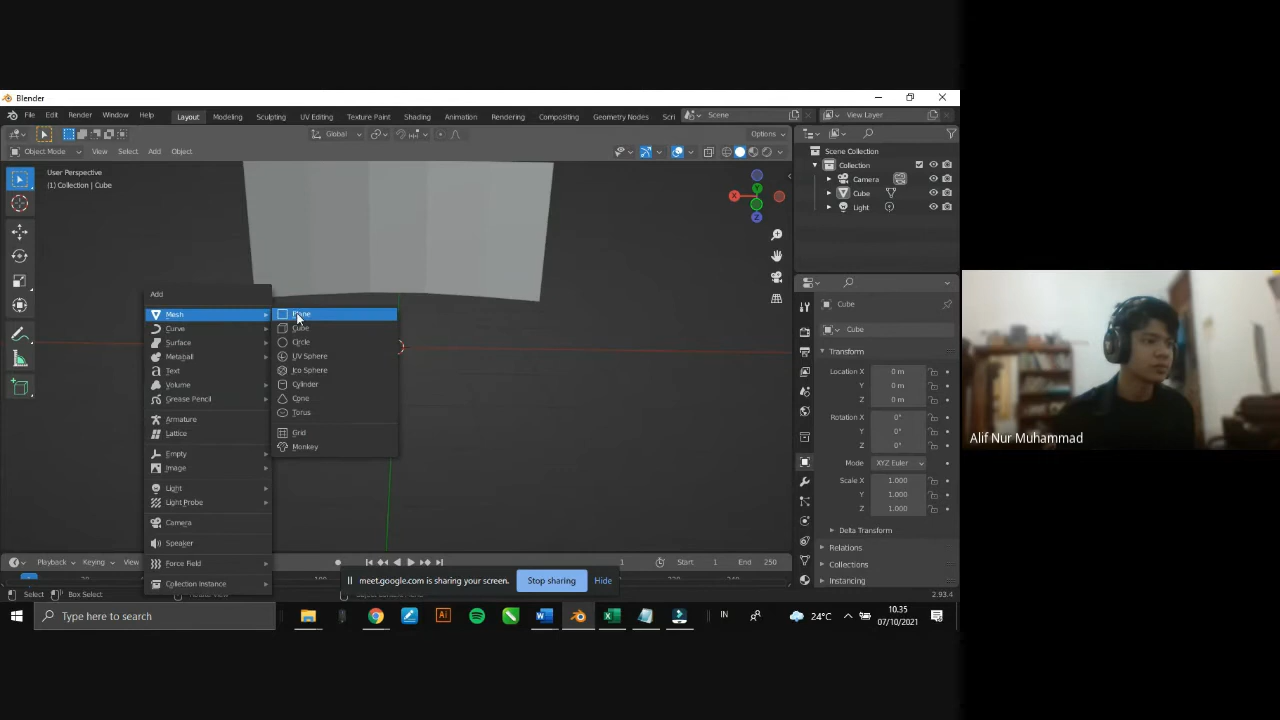 Blender
File Edit Render Window Help Layout Modeling Sculpting UV Editing Texture Paint Shading Animation Rendering Compositing Geometry Nodes Scri Scene View Layer
Global Options
Object Mode View Select Add Object
User Perspective
(1) Collection | Cube
Scene Collection
Collection
Camera
Cube
Light
X
Y
Z
Add
Mesh
Curve
Surface
Metaball
Text
Volume
Grease Pencil
Armature
Lattice
Empty
Image
Light
Light Probe
Camera
Speaker
Force Field
Collection Instance
Plane
Cube
Circle
UV Sphere
Ico Sphere
Cylinder
Cone
Torus
Grid
Monkey
Cube
Cube
Transform
Location X 0 m
Y 0 m
Z 0 m
Rotation X 0°
Y 0°
Z 0°
Mode XYZ Euler
Scale X 1.000
Y 1.000
Z 1.000
Delta Transform
Relations
Collections
Instancing
Playback Keying View 1 Start 1 End 250
Select Box Select 2.93.4
meet.google.com is sharing your screen. Stop sharing Hide
Type here to search 24°C IN 10.35
07/10/2021
Alif Nur Muhammad